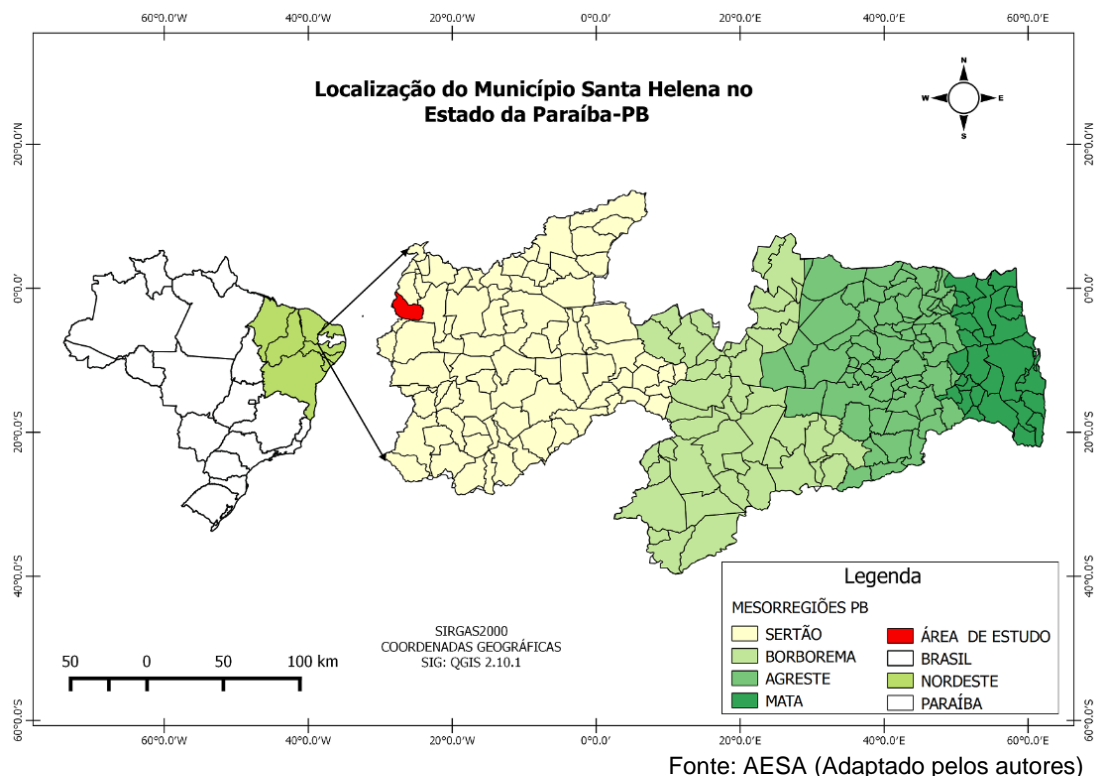 60°0.0'W 40°0.0'W 20°0.0'W 0°0.0' 20°0.0'E 40°0.0'E 60°0.0'E
Localização do Município Santa Helena no
Estado da Paraíba-PB
N
W E
S
20°0.0'N 20°0.0'N
0°0.0' 0°0.0'
20°0.0'S 20°0.0'S
40°0.0'S 40°0.0'S
60°0.0'S 60°0.0'S
SIRGAS2000
COORDENADAS GEOGRÁFICAS
SIG: QGIS 2.10.1
50 0 50 100 km
Legenda
MESORREGIÕES PB
SERTÃO
BORBOREMA
AGRESTE
MATA
ÁREA DE ESTUDO
BRASIL
NORDESTE
PARAÍBA
60°0.0'W 40°0.0'W 20°0.0'W 0°0.0' 20°0.0'E 40°0.0'E 60°0.0'E
Fonte: AESA (Adaptado pelos autores)